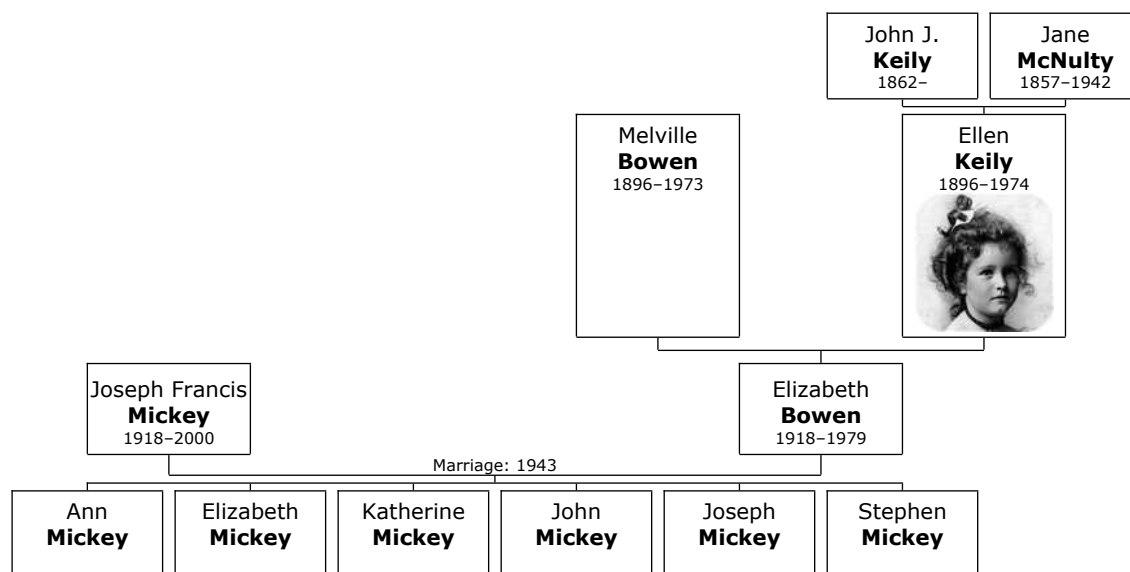 John J.
Keily
1862–
Jane
McNulty
1857–1942
Melville
Bowen
1896–1973
Ellen
Keily
1896–1974
Joseph Francis
Mickey
1918–2000
Elizabeth
Bowen
1918–1979
Marriage: 1943
Ann
Mickey
Elizabeth
Mickey
Katherine
Mickey
John
Mickey
Joseph
Mickey
Stephen
Mickey